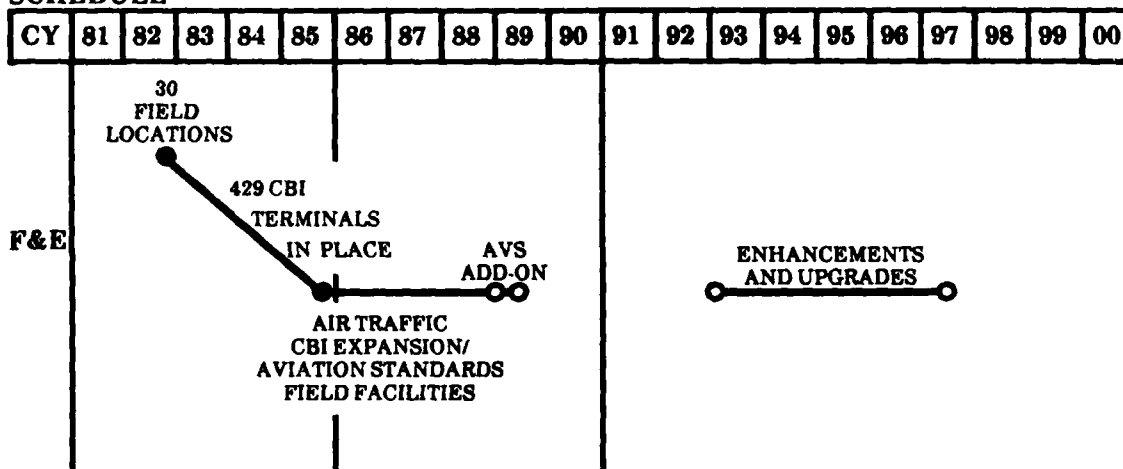 SCHEDULE
CY 81 82 83 84 85 86 87 88 89 90 91 92 93 94 95 96 97 98 99 00
30
FIELD
LOCATIONS
429 CBI
TERMINALS
IN PLACE
F&E
AVS
ADD-ON
ENHANCEMENTS
AND UPGRADES
AIR TRAFFIC
CBI EXPANSION/
AVIATION STANDARDS
FIELD FACILITIES